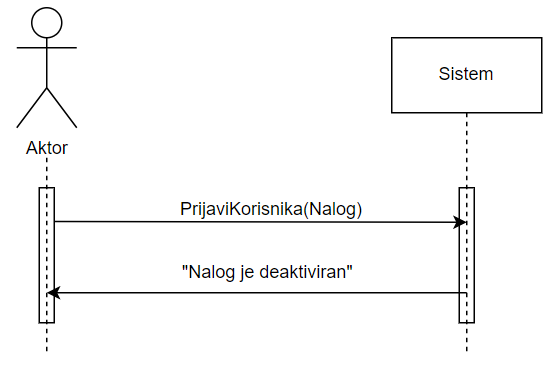 Sistem
Aktor
PrijaviKorisnika(Nalog)
"Nalog je deaktiviran"